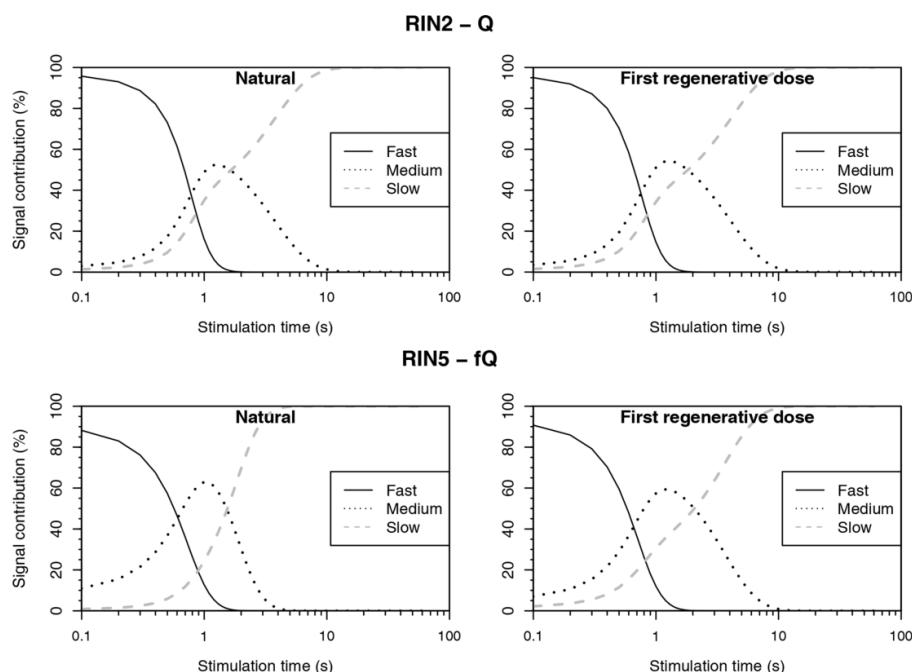 RIN2 – Q
Natural
First regenerative dose
Signal contribution (%)
0
20
40
60
80
100
Fast
Medium
Slow
0.1
1
10
100
Stimulation time (s)
0
20
40
60
80
100
Fast
Medium
Slow
0.1
1
10
100
Stimulation time (s)
RIN5 – fQ
Natural
First regenerative dose
Signal contribution (%)
0
20
40
60
80
100
Fast
Medium
Slow
0.1
1
10
100
Stimulation time (s)
0
20
40
60
80
100
Fast
Medium
Slow
0.1
1
10
100
Stimulation time (s)